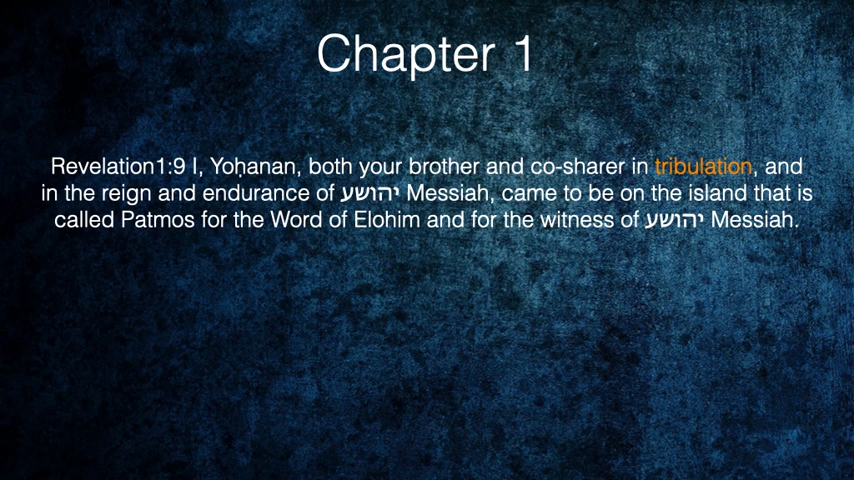 Chapter 1
Revelation1:9 I, Yoḥanan, both your brother and co-sharer in tribulation, and
in the reign and endurance of יהושע Messiah, came to be on the island that is
called Patmos for the Word of Elohim and for the witness of יהושע Messiah.